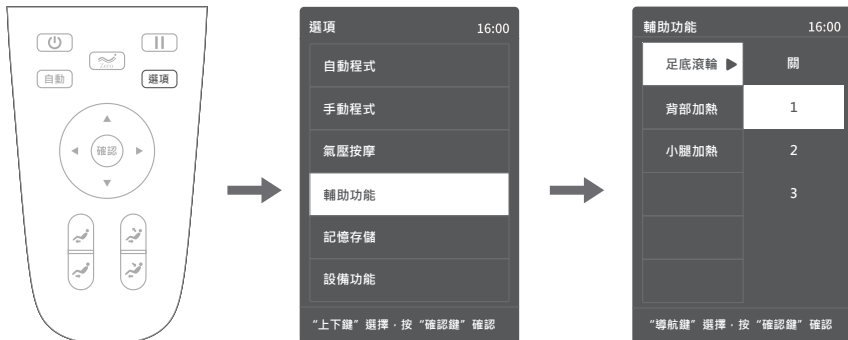 Zero
自動
選項
確認
選項 16:00
自動程式
手動程式
氣壓按摩
輔助功能
記憶存儲
設備功能
“上下鍵”選擇，按“確認鍵”確認
輔助功能 16:00
足底滾輪 關
背部加熱 1
小腿加熱 2
3
“導航鍵”選擇，按“確認鍵”確認